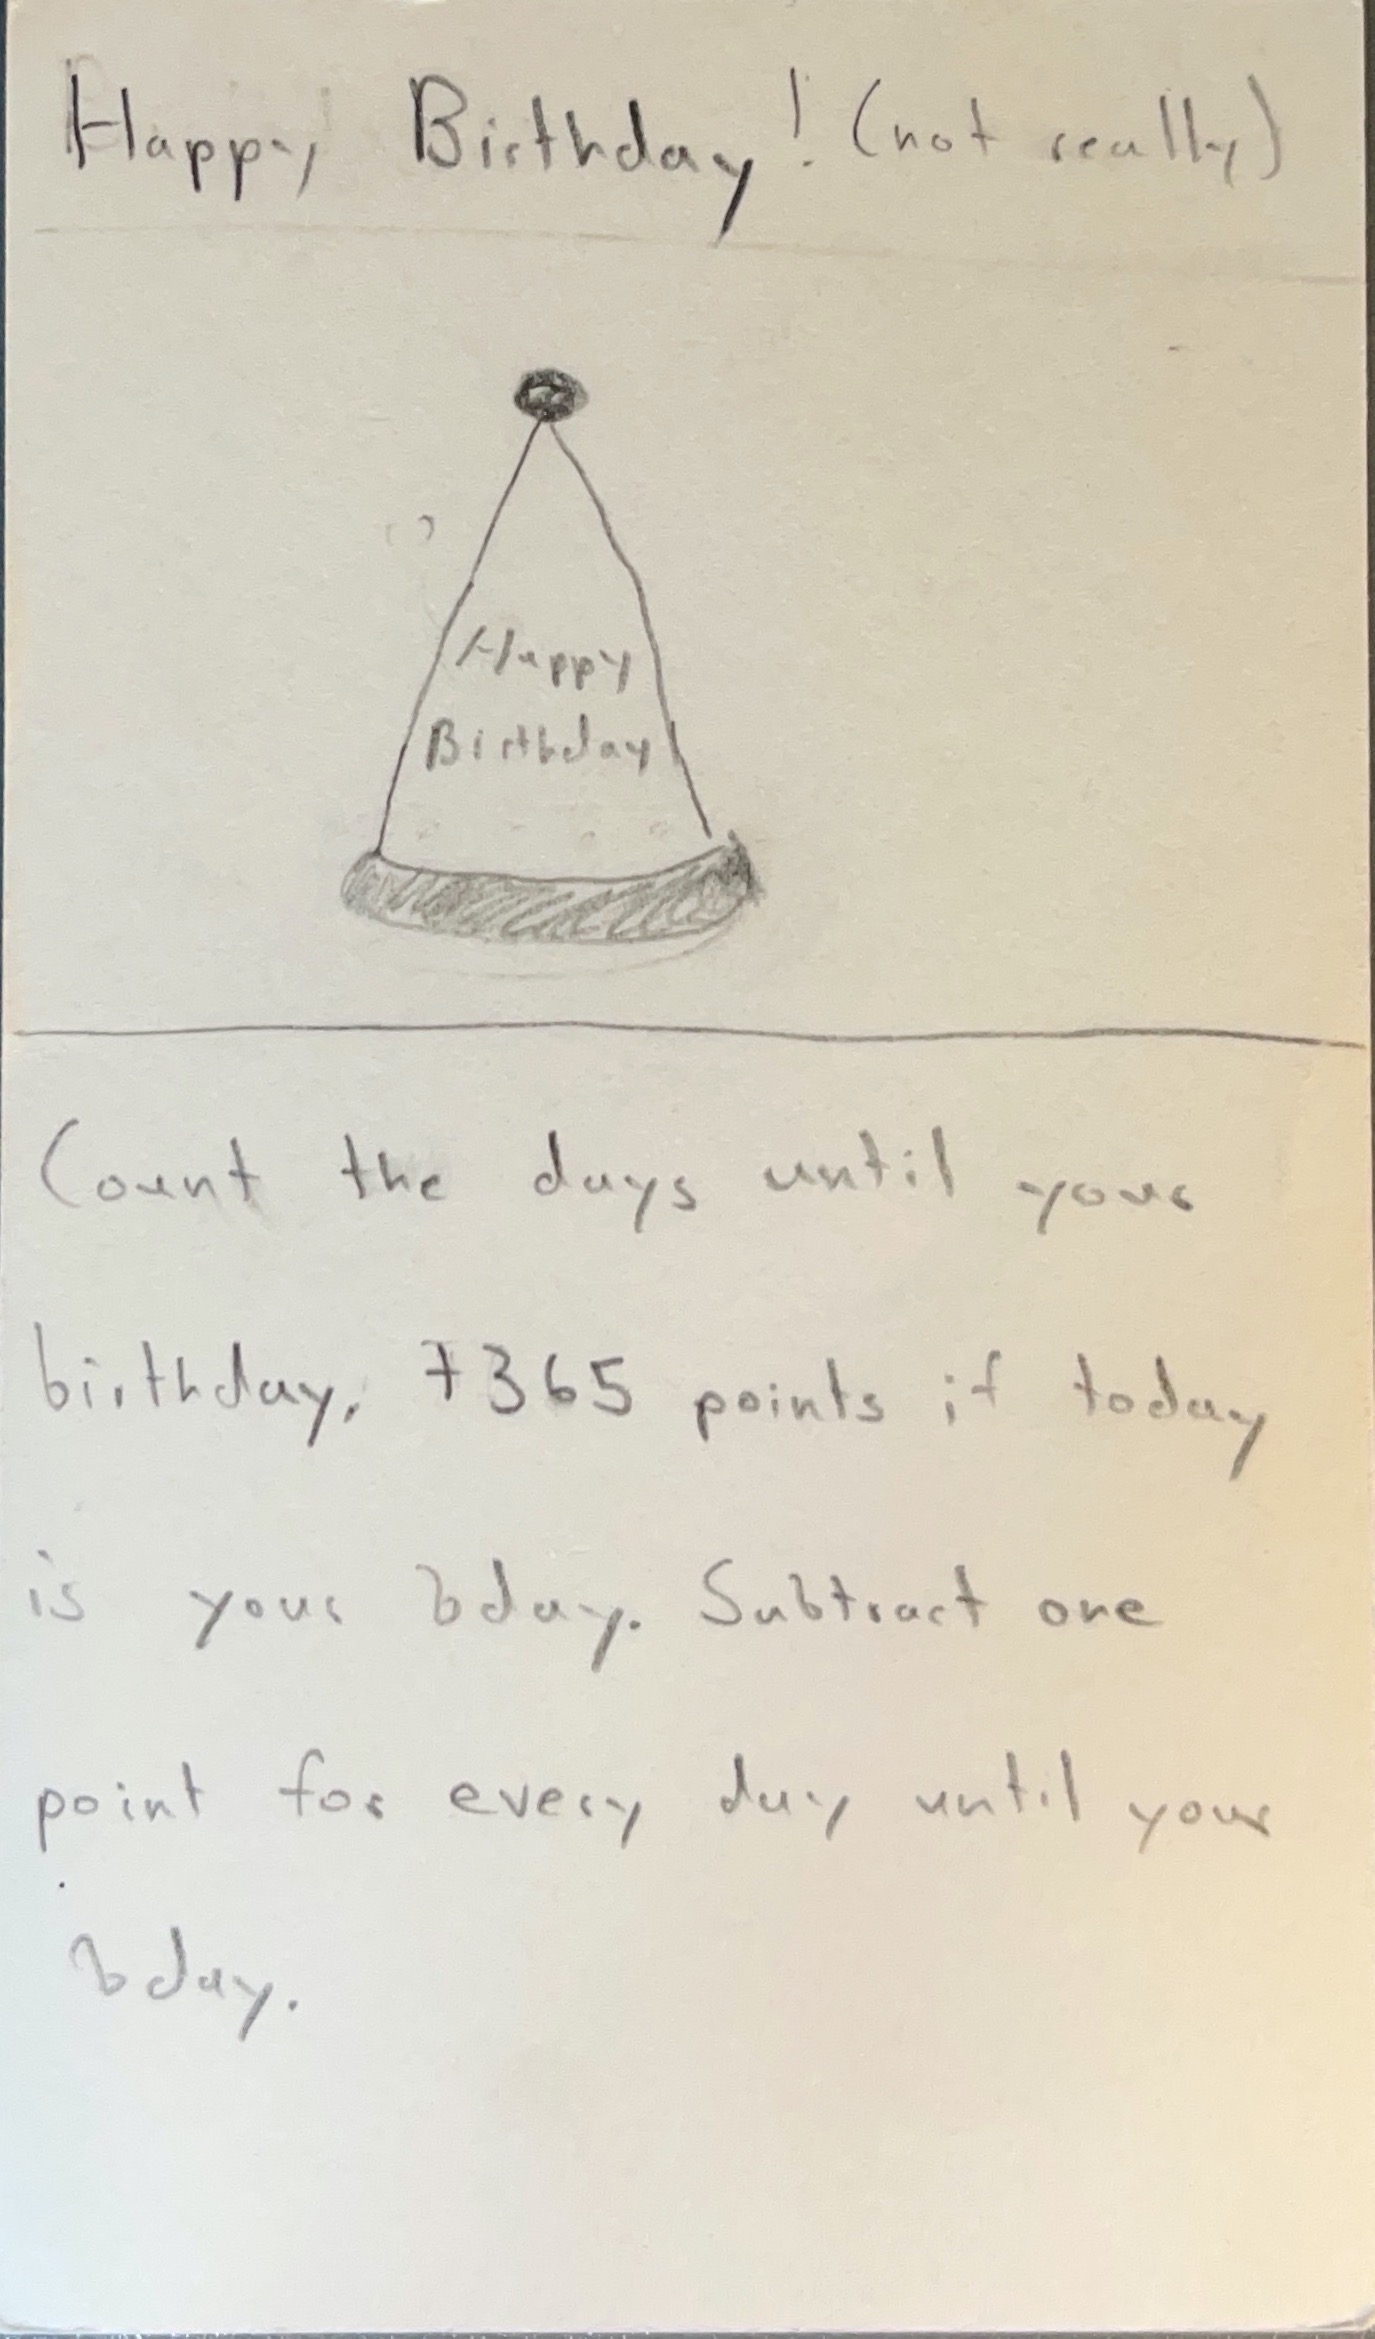 Happy Birthday! (not really)
Happy
Birthday
Count the days until your
birthday. +365 points if today
is your Bday. Subtract one
point for every day until your
Bday.